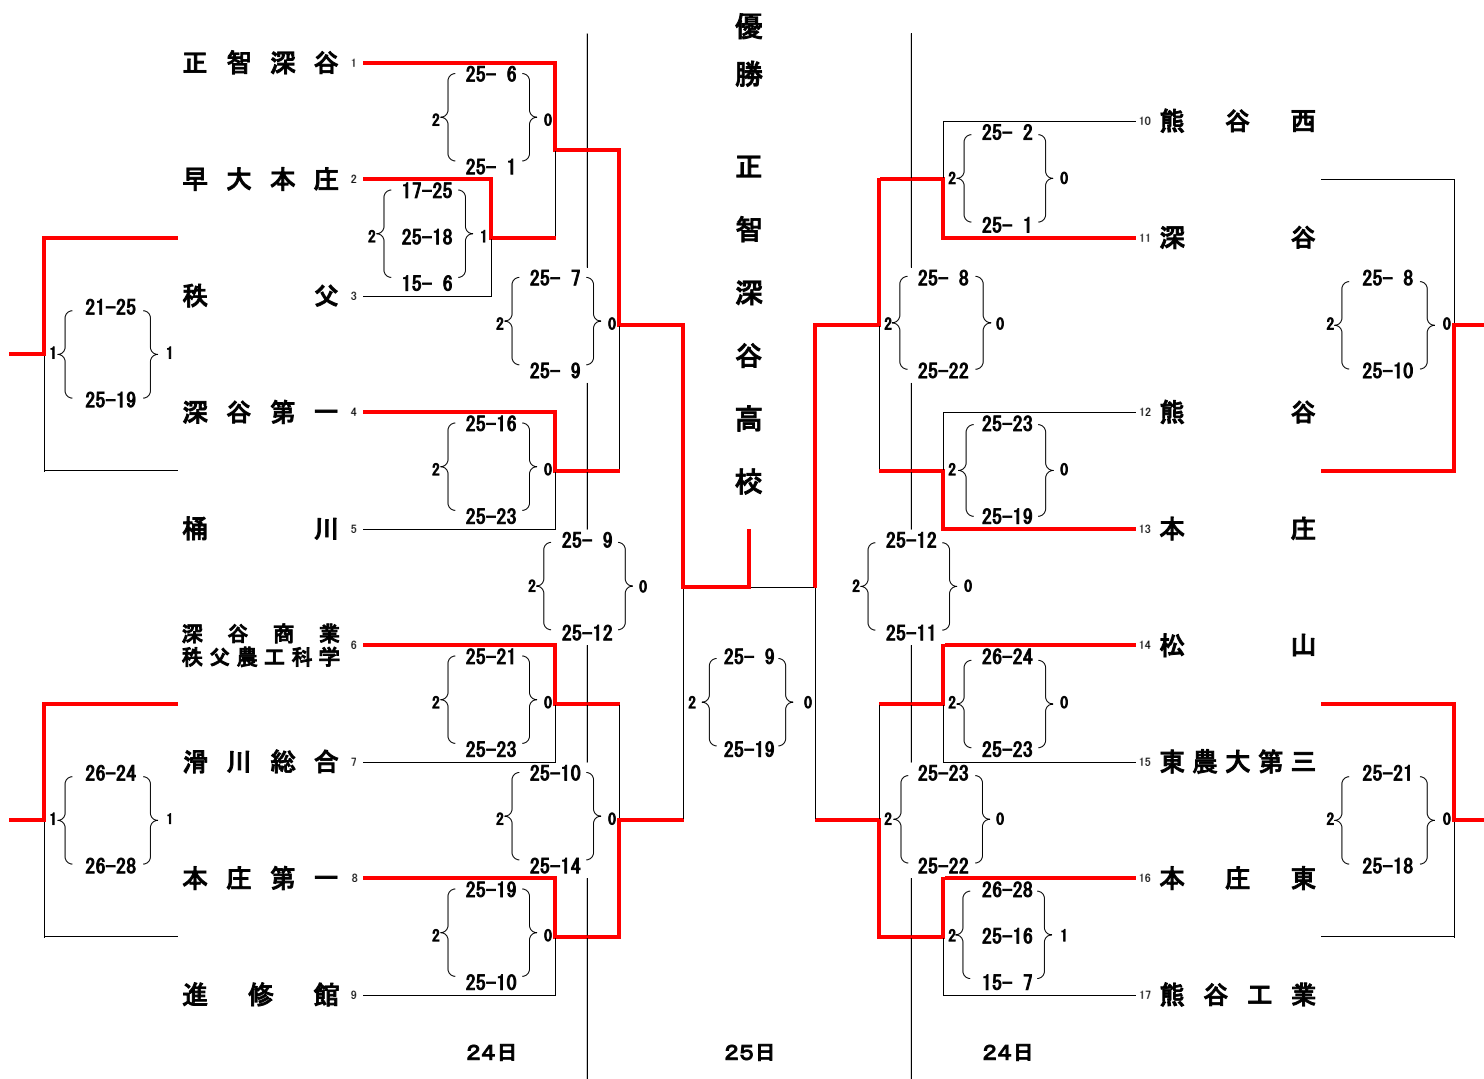 優勝 正智深谷高校
正智深谷 1
25- 6
2 0
25- 1
早大本庄 2
17-25
2 25-18 1
15- 6
秩父 3
25- 7
2 0
25- 9
21-25
1 1
25-19
深谷第一 4
25-16
2 0
25-23
桶川 5
25- 9
2 0
25-12
深谷商業
秩父農工科学 6
25-21
2 0
25-23
滑川総合 7
26-24
1 1
26-28
25-10
2 0
25-14
本庄第一 8
25-19
2 0
25-10
進修館 9
25- 9
2 0
25-19
10 熊谷西
25- 2
2 0
25- 1
11 深谷
25- 8
2 0
25-22
25- 8
2 0
25-10
12 熊谷
25-23
2 0
25-19
13 本庄
25-12
2 0
25-11
14 松山
26-24
2 0
25-23
15 東農大第三
25-23
2 0
25-22
25-21
2 0
25-18
16 本庄東
26-28
2 25-16 1
15- 7
17 熊谷工業
24日 25日 24日